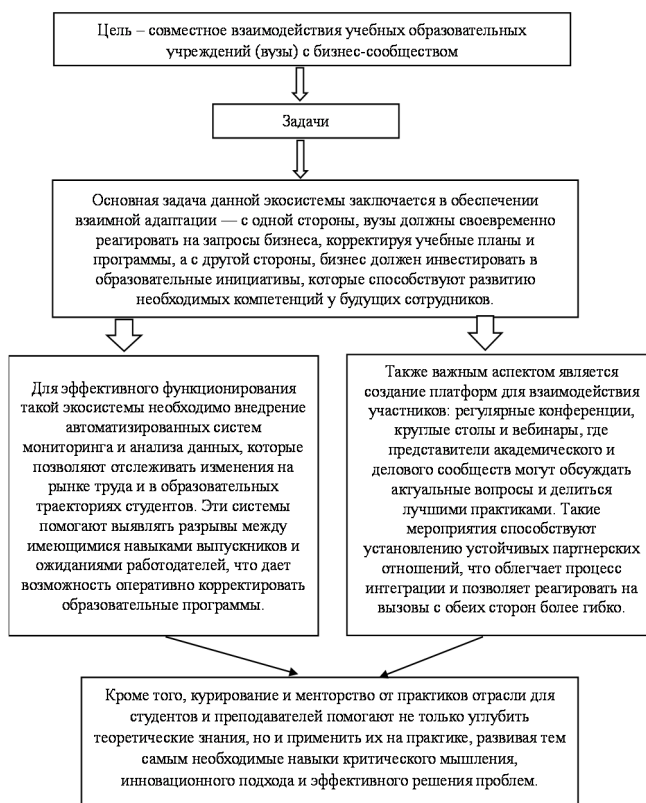 Цель – совместное взаимодействия учебных образовательных
учреждений (вузы) с бизнес-сообществом
Задачи
Основная задача данной экосистемы заключается в обеспечении
взаимной адаптации — с одной стороны, вузы должны своевременно
реагировать на запросы бизнеса, корректируя учебные планы и
программы, а с другой стороны, бизнес должен инвестировать в
образовательные инициативы, которые способствуют развитию
необходимых компетенций у будущих сотрудников.
Для эффективного функционирования
такой экосистемы необходимо внедрение
автоматизированных систем
мониторинга и анализа данных, которые
позволяют отслеживать изменения на
рынке труда и в образовательных
траекториях студентов. Эти системы
помогают выявлять разрывы между
имеющимися навыками выпускников и
ожиданиями работодателей, что дает
возможность оперативно корректировать
образовательные программы.
Также важным аспектом является
создание платформ для взаимодействия
участников: регулярные конференции,
круглые столы и вебинары, где
представители академического и
делового сообществ могут обсуждать
актуальные вопросы и делиться
лучшими практиками. Такие
мероприятия способствуют
установлению устойчивых партнерских
отношений, что облегчает процесс
интеграции и позволяет реагировать на
вызовы с обеих сторон более гибко.
Кроме того, курирование и менторство от практиков отрасли для
студентов и преподавателей помогают не только углубить
теоретические знания, но и применить их на практике, развивая тем
самым необходимые навыки критического мышления,
инновационного подхода и эффективного решения проблем.